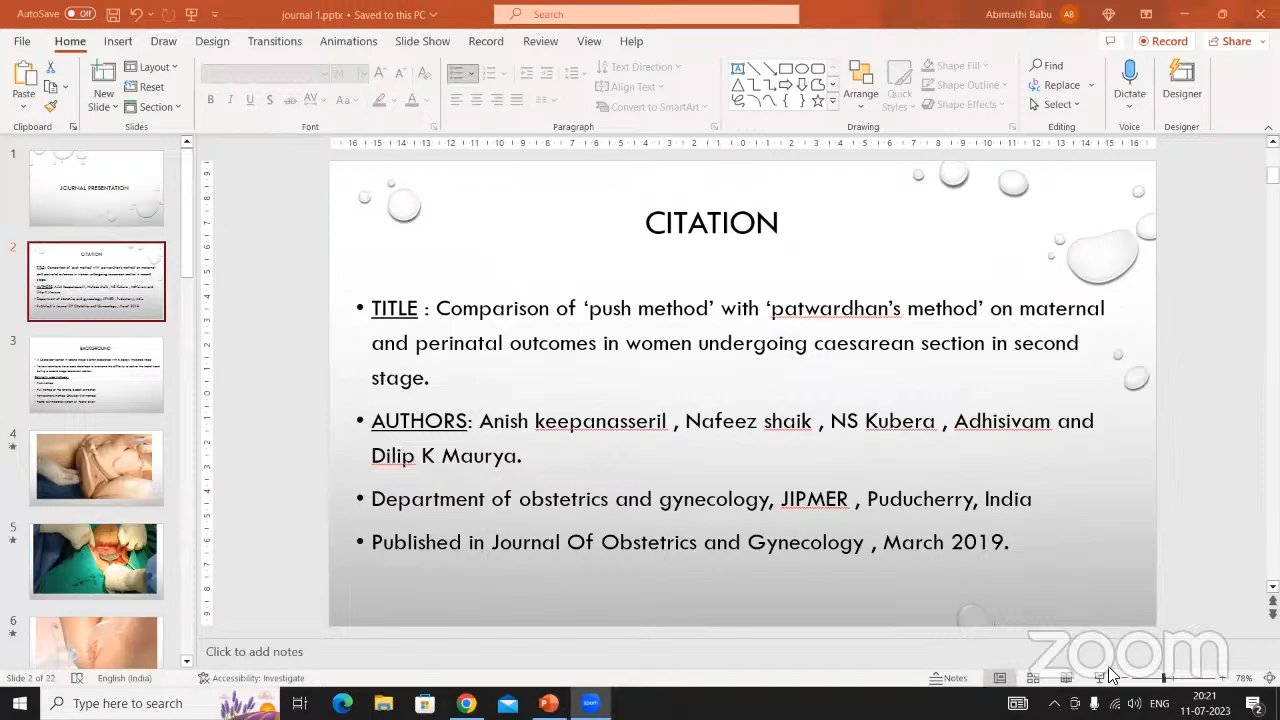 AutoSave Off journal 1.pptx • Saved to this PC Search Abimathi Babu AB
File Home Insert Draw Design Transitions Animations Slide Show Record Review View Help Record Share
Paste New Slide Layout Reset Section
Text Direction Align Text Convert to SmartArt
Arrange Quick Styles Shape Fill Shape Outline Shape Effects
Find Replace Select Dictate Designer
Clipboard Slides Font Paragraph Drawing Editing Voice Designer
1
JOURNAL PRESENTATION
2
CITATION
BACKGROUND
5
6
CITATION
• TITLE : Comparison of ‘push method’ with ‘patwardhan’s method’ on maternal
and perinatal outcomes in women undergoing caesarean section in second
stage.
• AUTHORS: Anish keepanasseril , Nafeez shaik , NS Kubera , Adhisivam and
Dilip K Maurya.
• Department of obstetrics and gynecology, JIPMER , Puducherry, India
• Published in Journal Of Obstetrics and Gynecology , March 2019.
Click to add notes
zoom
Slide 2 of 22 English (India) Accessibility: Investigate Notes 78%
Type here to search zoom ENG 20:21
11-07-2023 2